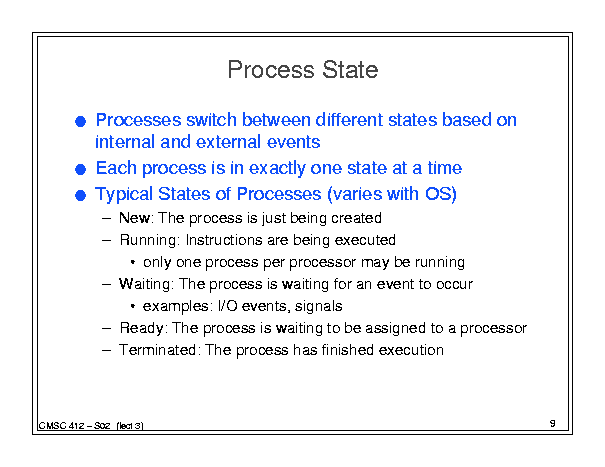 Process State
● Processes switch between different states based on
internal and external events
● Each process is in exactly one state at a time
● Typical States of Processes (varies with OS)
– New: The process is just being created
– Running: Instructions are being executed
• only one process per processor may be running
– Waiting: The process is waiting for an event to occur
• examples: I/O events, signals
– Ready: The process is waiting to be assigned to a processor
– Terminated: The process has finished execution
CMSC 412 – S02 (lect 3)
9